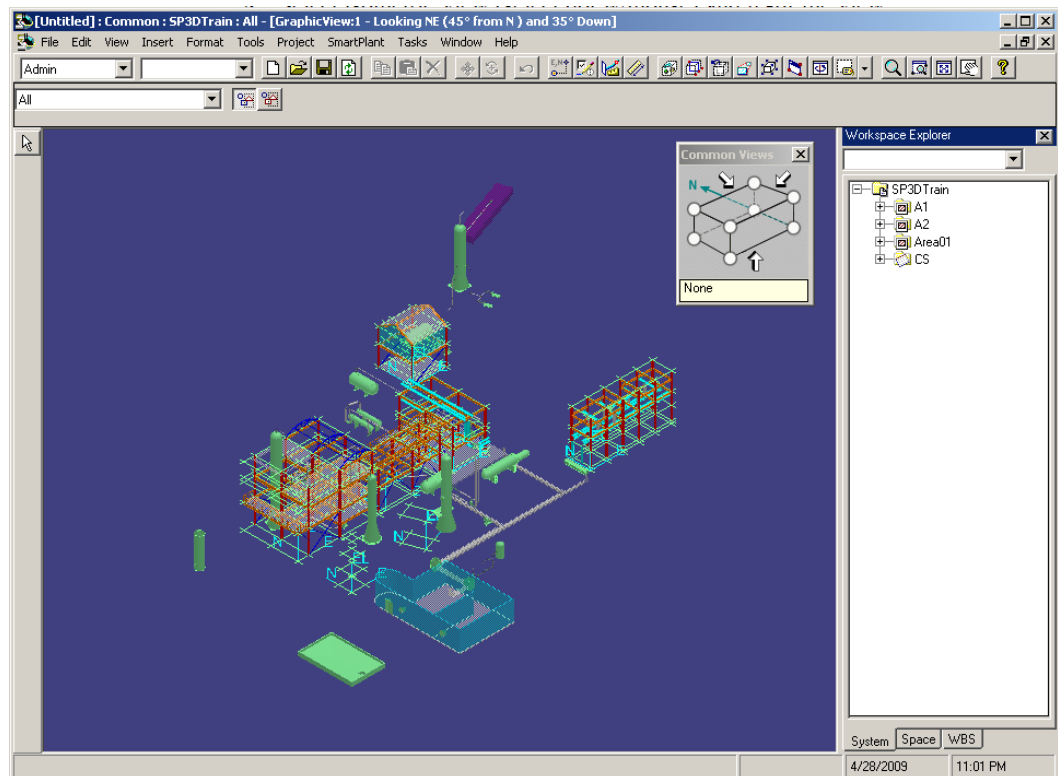 [Untitled] : Common : SP3DTrain : All - [GraphicView:1 - Looking NE (45° from N ) and 35° Down]
File Edit View Insert Format Tools Project SmartPlant Tasks Window Help
Admin
All
Workspace Explorer
Common Views
N
None
SP3DTrain
A1
A2
Area01
CS
N
E
N
E
System Space WBS
4/28/2009 11:01 PM